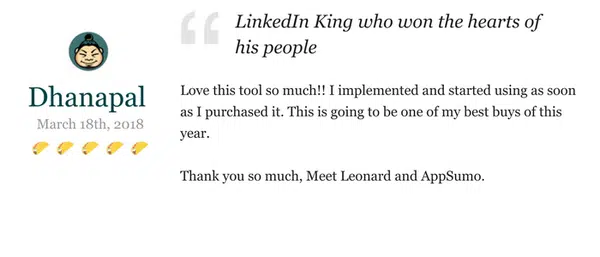 LinkedIn King who won the hearts of
his people
Dhanapal
March 18th, 2018
Love this tool so much!! I implemented and started using as soon
as I purchased it. This is going to be one of my best buys of this
year.
Thank you so much, Meet Leonard and AppSumo.